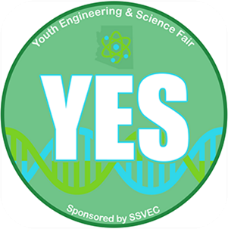 Youth Engineering & Science Fair
YES
Sponsored by SSVEC